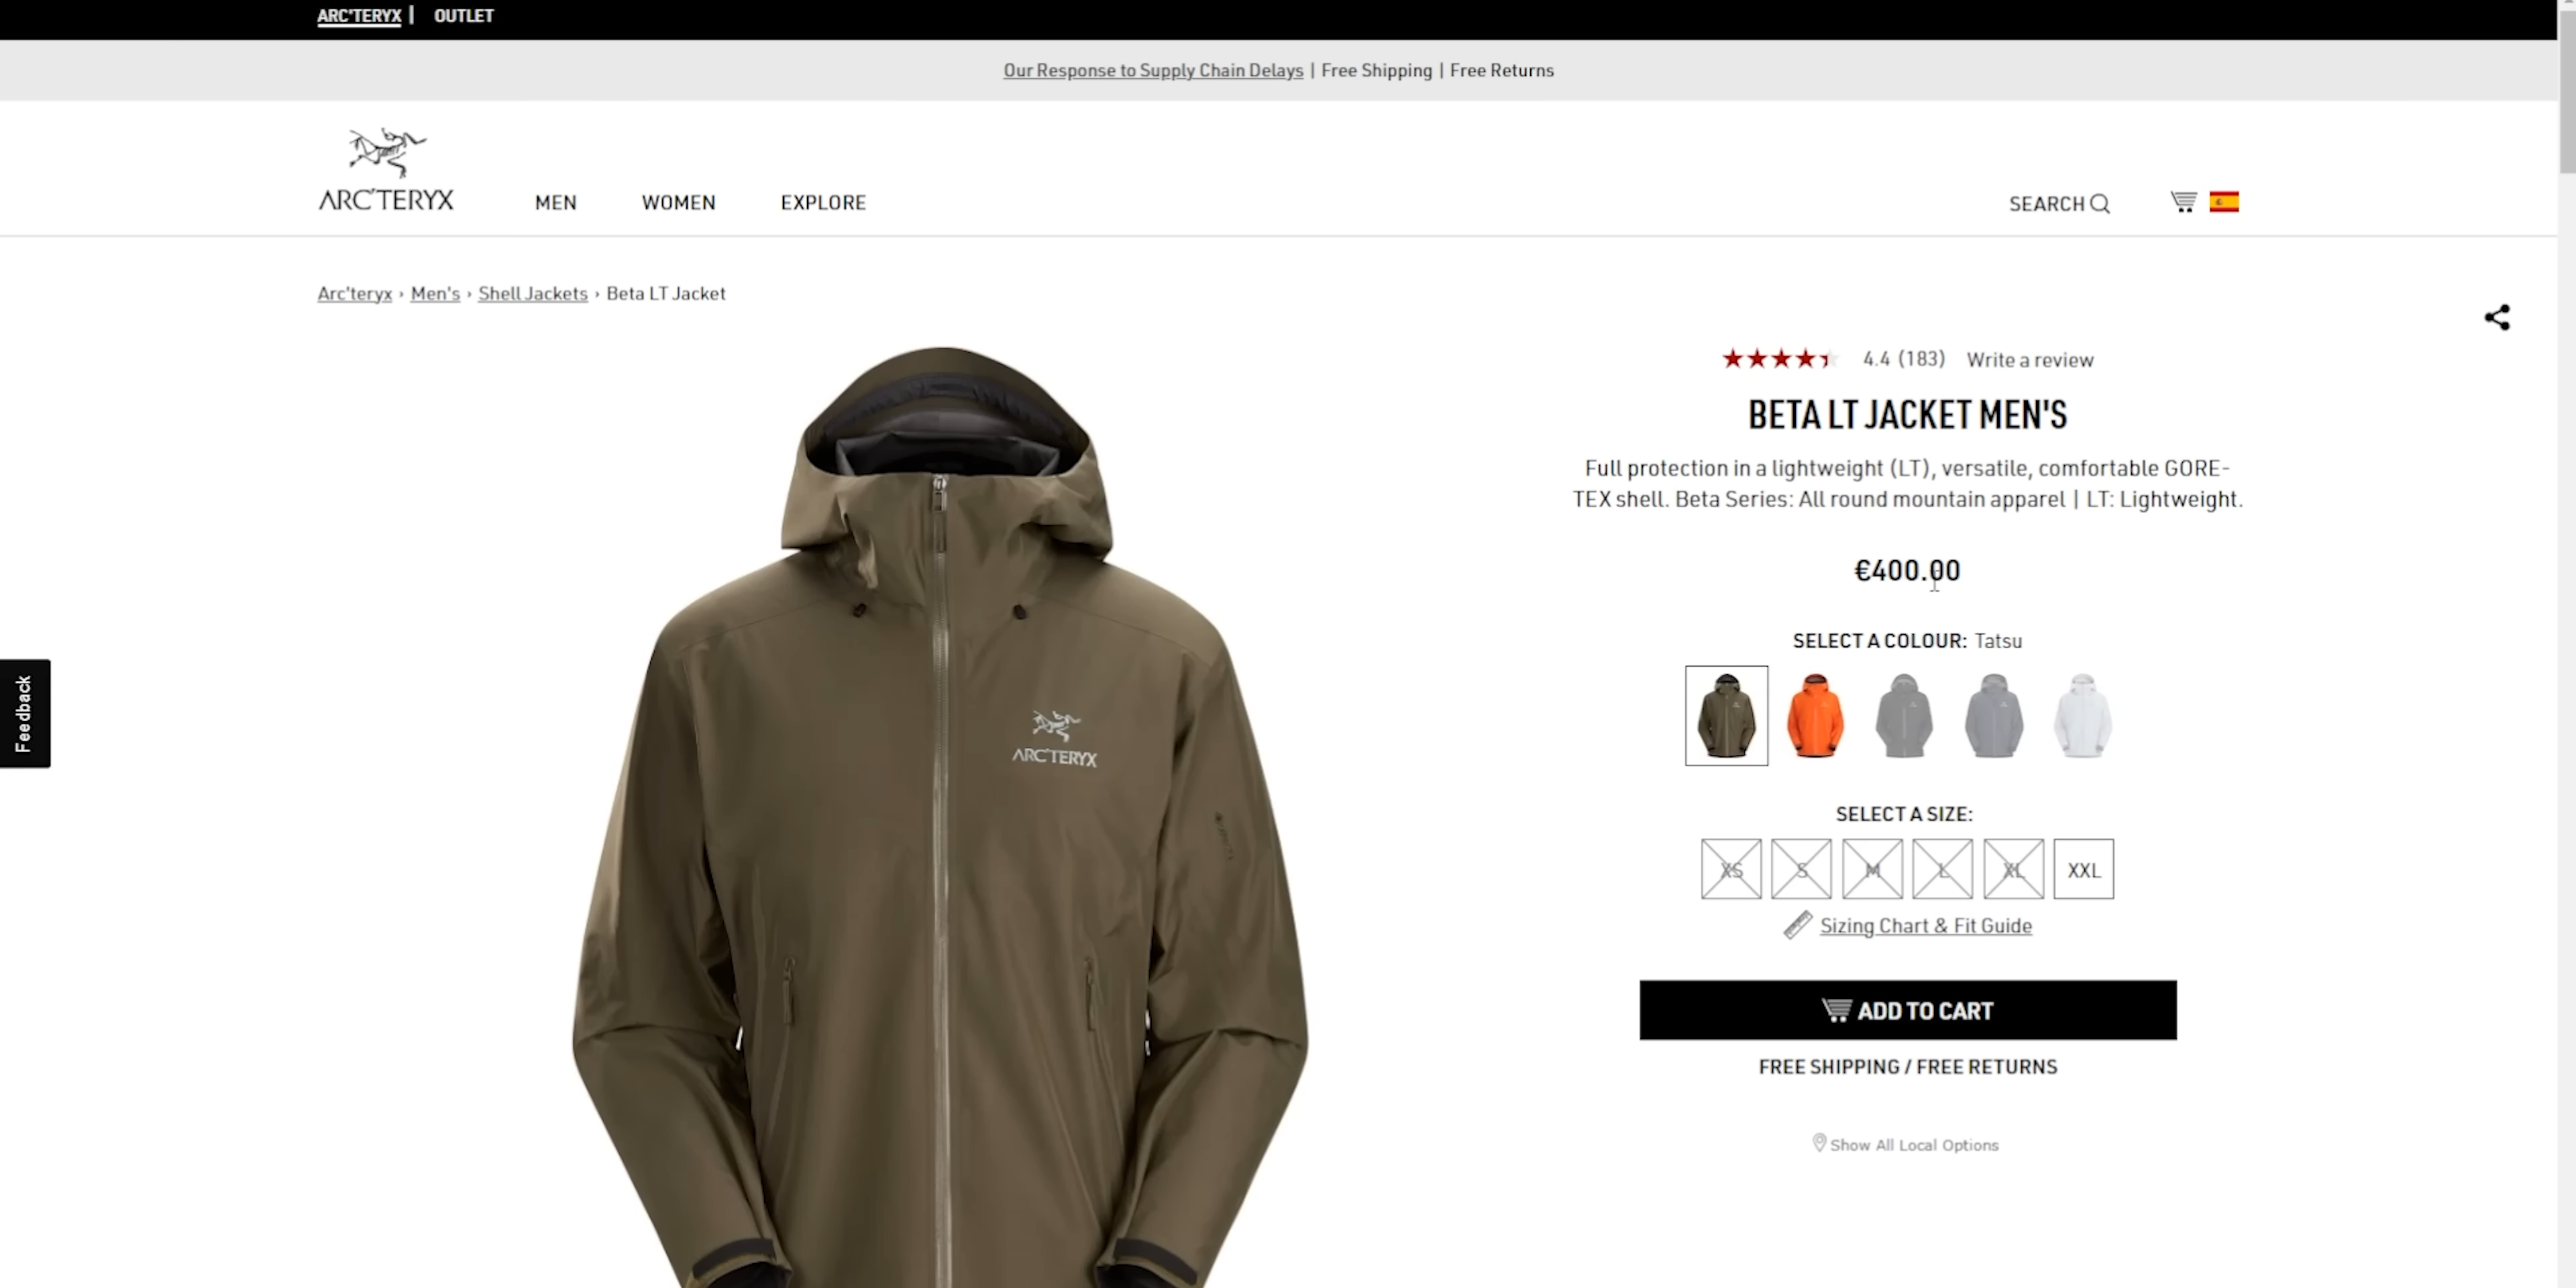 ARC'TERYX | OUTLET
Our Response to Supply Chain Delays | Free Shipping | Free Returns
ARC'TERYX
MEN WOMEN EXPLORE
SEARCH
Arc'teryx › Men's › Shell Jackets › Beta LT Jacket
4.4 (183) Write a review
BETA LT JACKET MEN'S
Full protection in a lightweight (LT), versatile, comfortable GORE-
TEX shell. Beta Series: All round mountain apparel | LT: Lightweight.
€400.00
SELECT A COLOUR: Tatsu
ARC'TERYX
Feedback
SELECT A SIZE:
XS S M L XL XXL
Sizing Chart & Fit Guide
ADD TO CART
FREE SHIPPING / FREE RETURNS
Show All Local Options